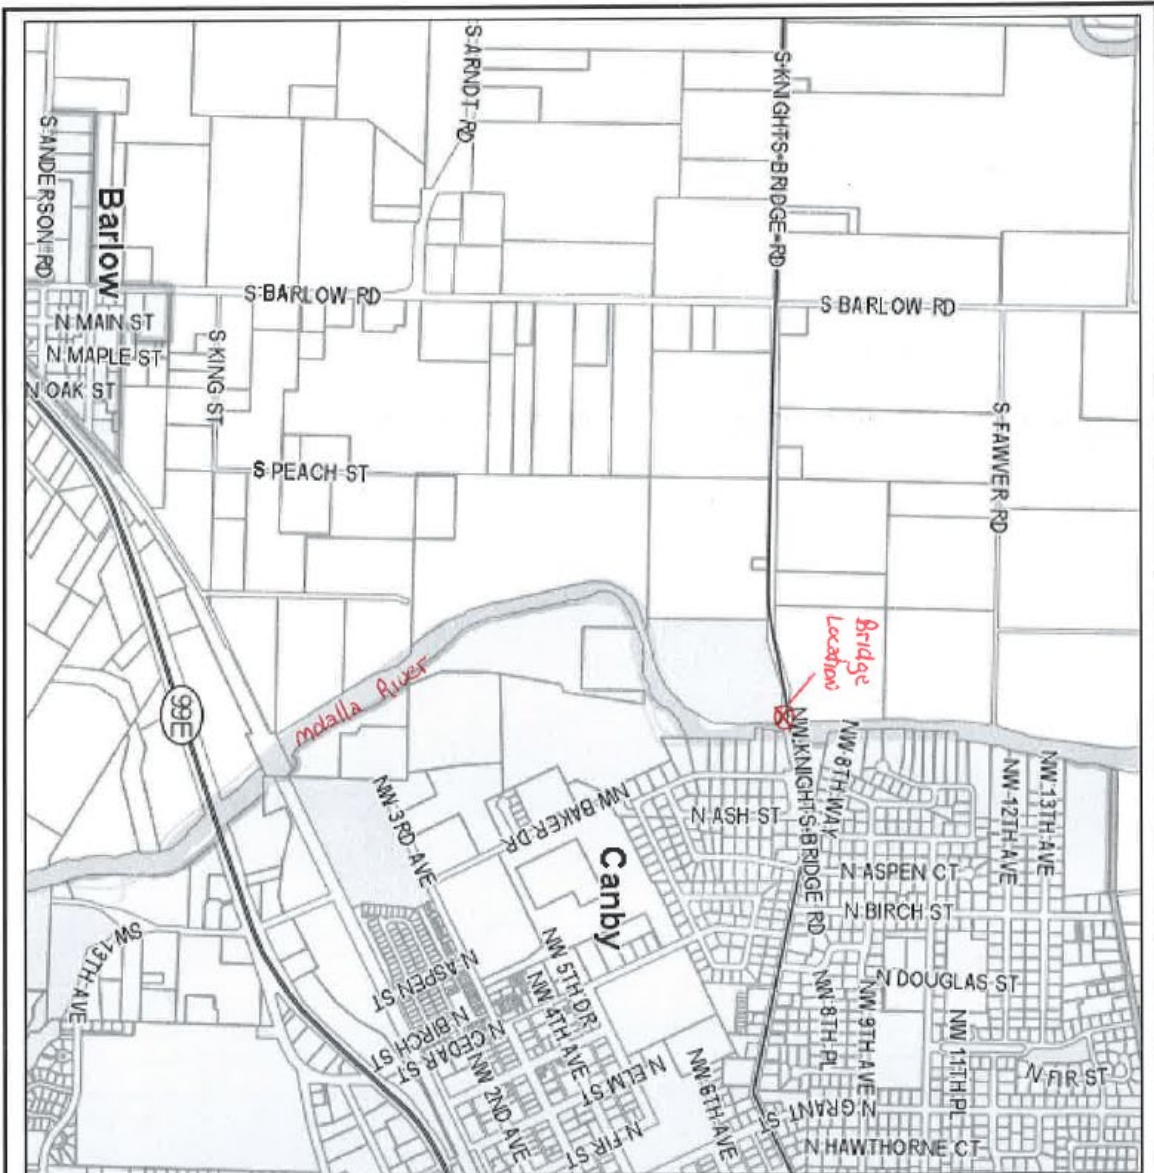 S ARNDT RD
S KNIGHTS BRIDGE RD
S ANDERSON RD
Barlow
S BARLOW RD
S BARLOW RD
N MAIN ST
N MAPLE ST
N OAK ST
S KING ST
S PEACH ST
S FAWVER RD
Bridge
Location
Molalla River
99E
NW KNIGHTS BRIDGE RD
NW 8TH WAY
NW 12TH AVE
NW 13TH AVE
NW 3RD AVE
NW BAKER DR
N ASH ST
Canby
N ASPEN CT
N BIRCH ST
SW 13TH AVE
N ASPEN ST
NW 5TH DR
NW 4TH AVE
N DOUGLAS ST
NW 8TH PL
NW 9TH AVE
NW 11TH PL
N BIRCH ST
N CEDAR ST
NW 2ND AVE
N ELM ST
N FIR ST
NW 6TH AVE
N FIR ST
N GRANT S
N HAWTHORNE CT